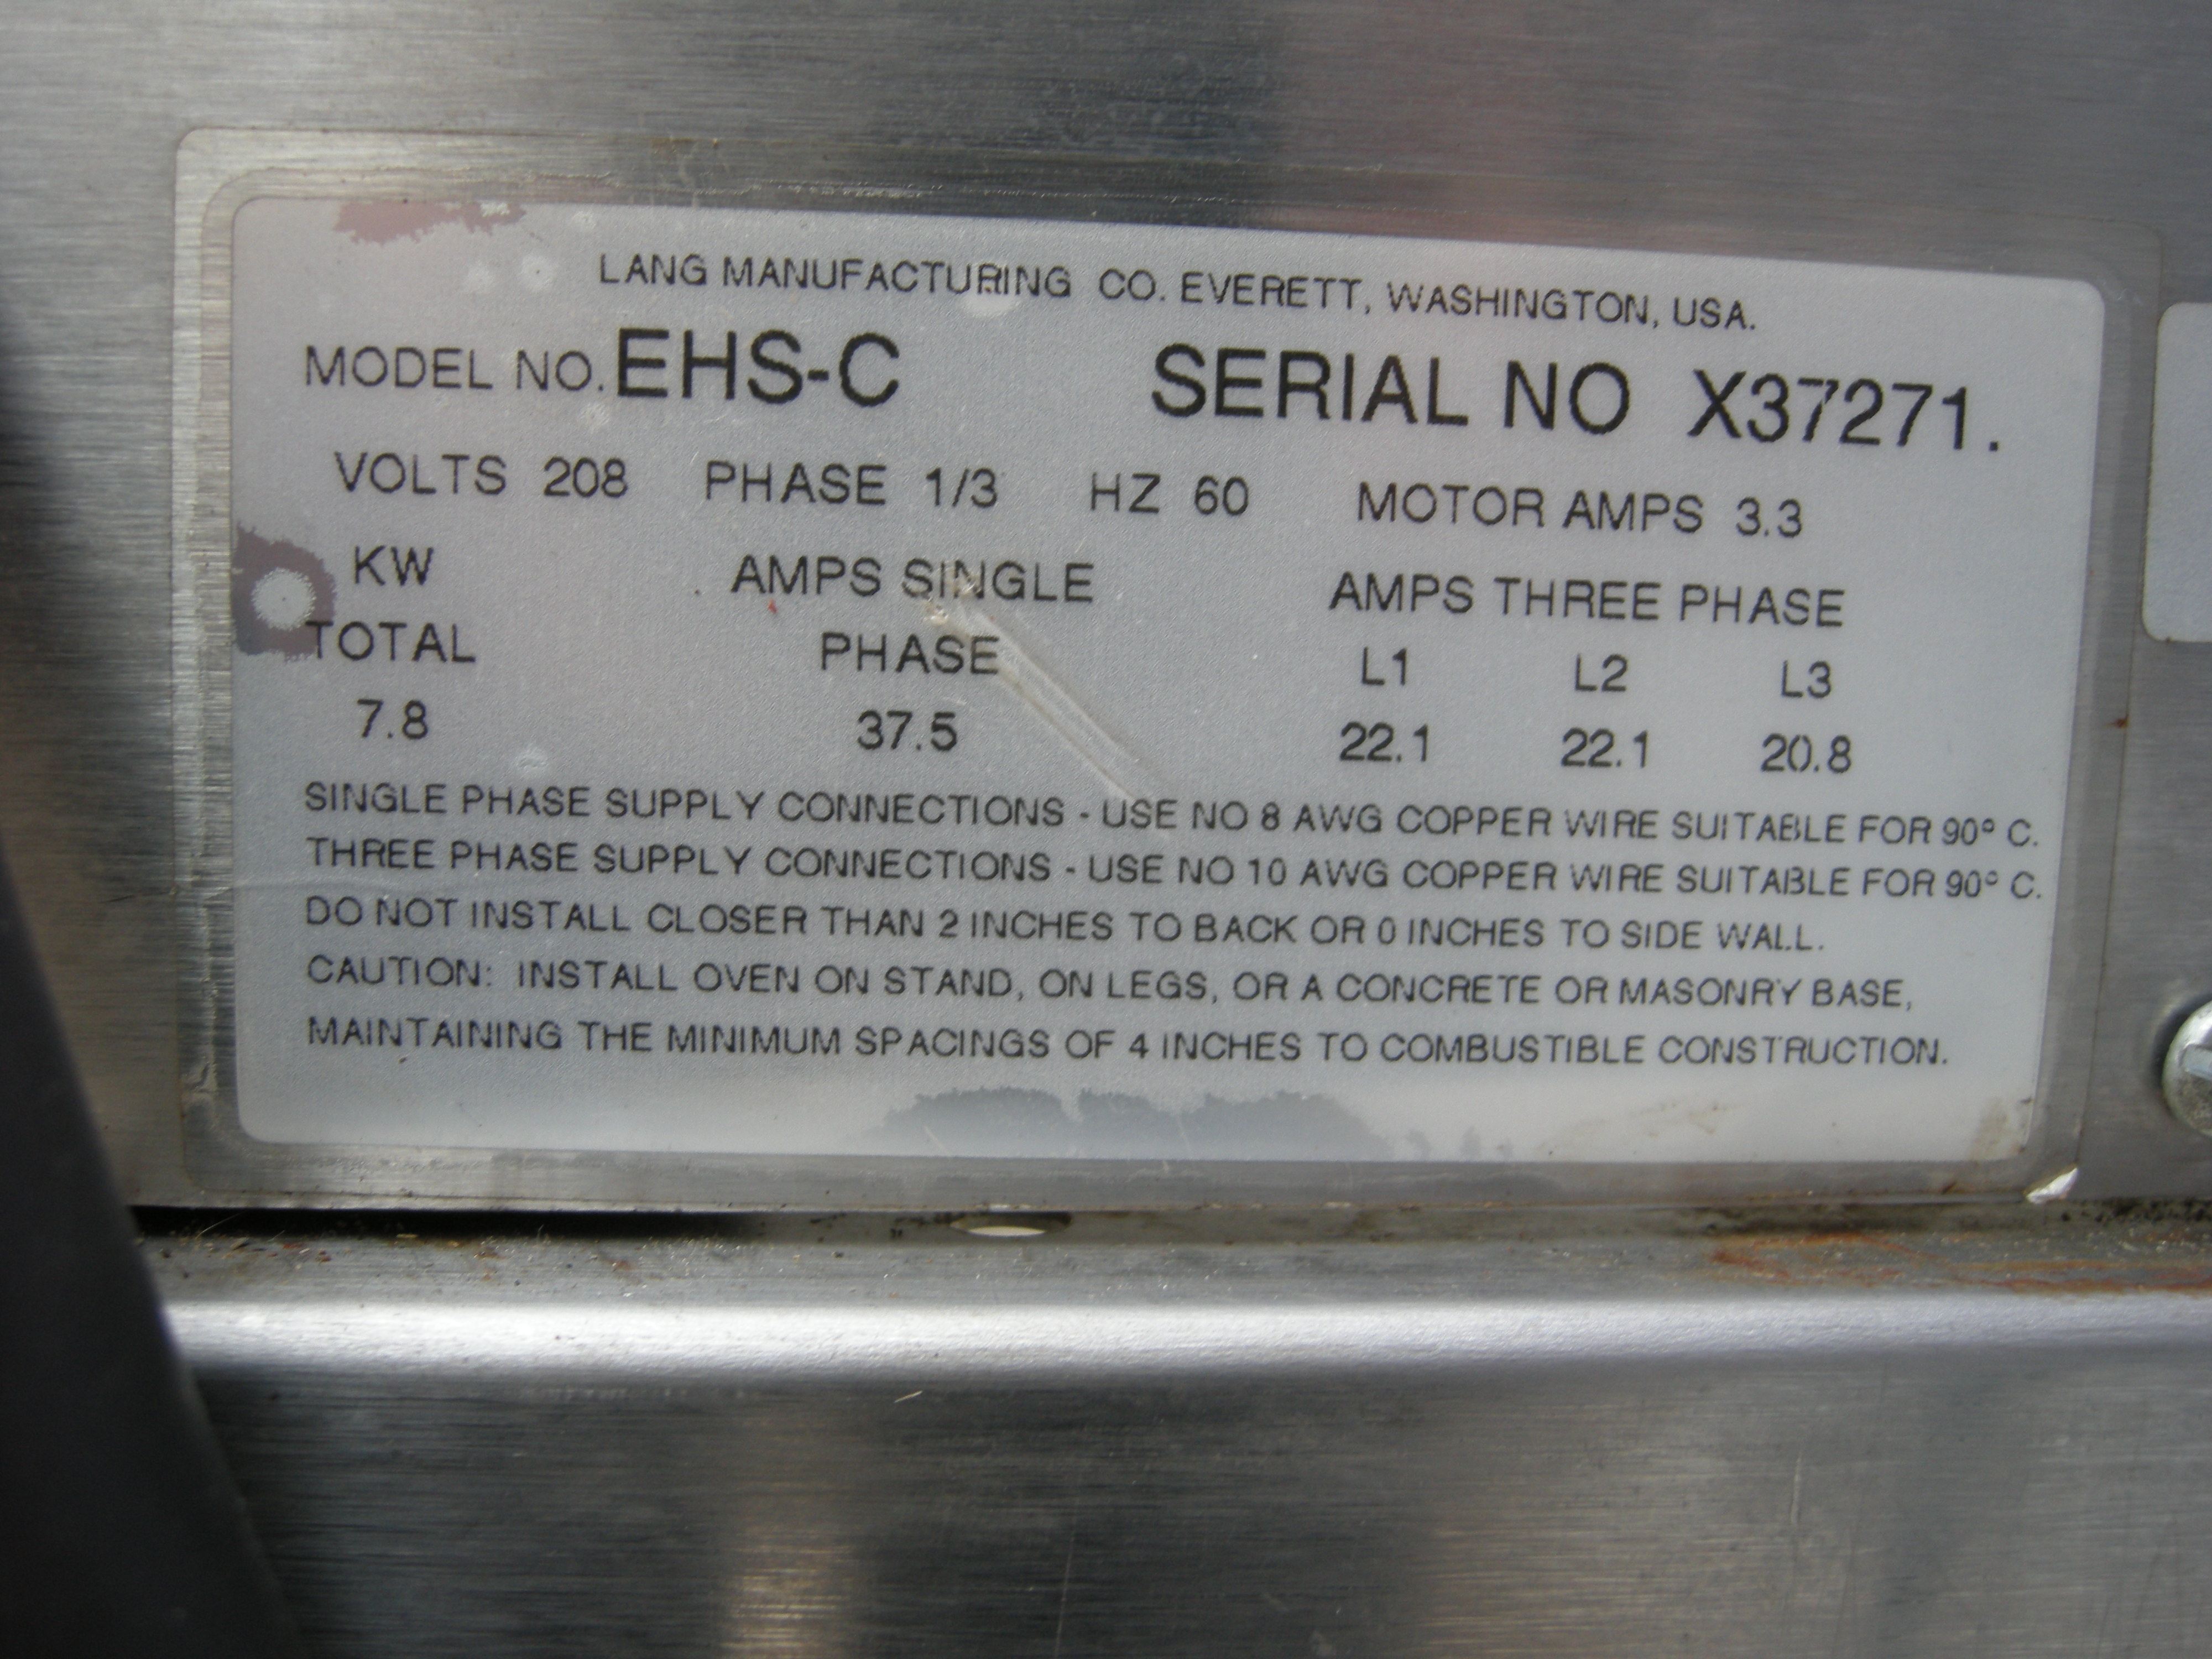 LANG MANUFACTURING CO. EVERETT, WASHINGTON, USA.
MODEL NO. EHS-C SERIAL NO X37271.
VOLTS 208 PHASE 1/3 HZ 60 MOTOR AMPS 3.3
KW AMPS SINGLE AMPS THREE PHASE
TOTAL PHASE L1 L2 L3
7.8 37.5 22.1 22.1 20.8
SINGLE PHASE SUPPLY CONNECTIONS - USE NO 8 AWG COPPER WIRE SUITABLE FOR 90° C.
THREE PHASE SUPPLY CONNECTIONS - USE NO 10 AWG COPPER WIRE SUITABLE FOR 90° C.
DO NOT INSTALL CLOSER THAN 2 INCHES TO BACK OR 0 INCHES TO SIDE WALL.
CAUTION: INSTALL OVEN ON STAND, ON LEGS, OR A CONCRETE OR MASONRY BASE,
MAINTAINING THE MINIMUM SPACINGS OF 4 INCHES TO COMBUSTIBLE CONSTRUCTION.